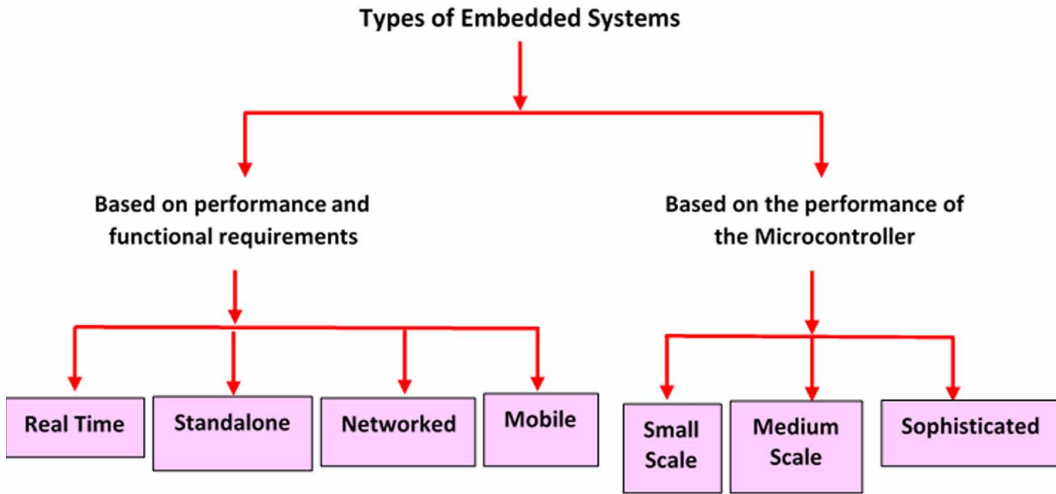 Types of Embedded Systems
Based on performance and
functional requirements
Based on the performance of
the Microcontroller
Real Time
Standalone
Networked
Mobile
Small
Scale
Medium
Scale
Sophisticated